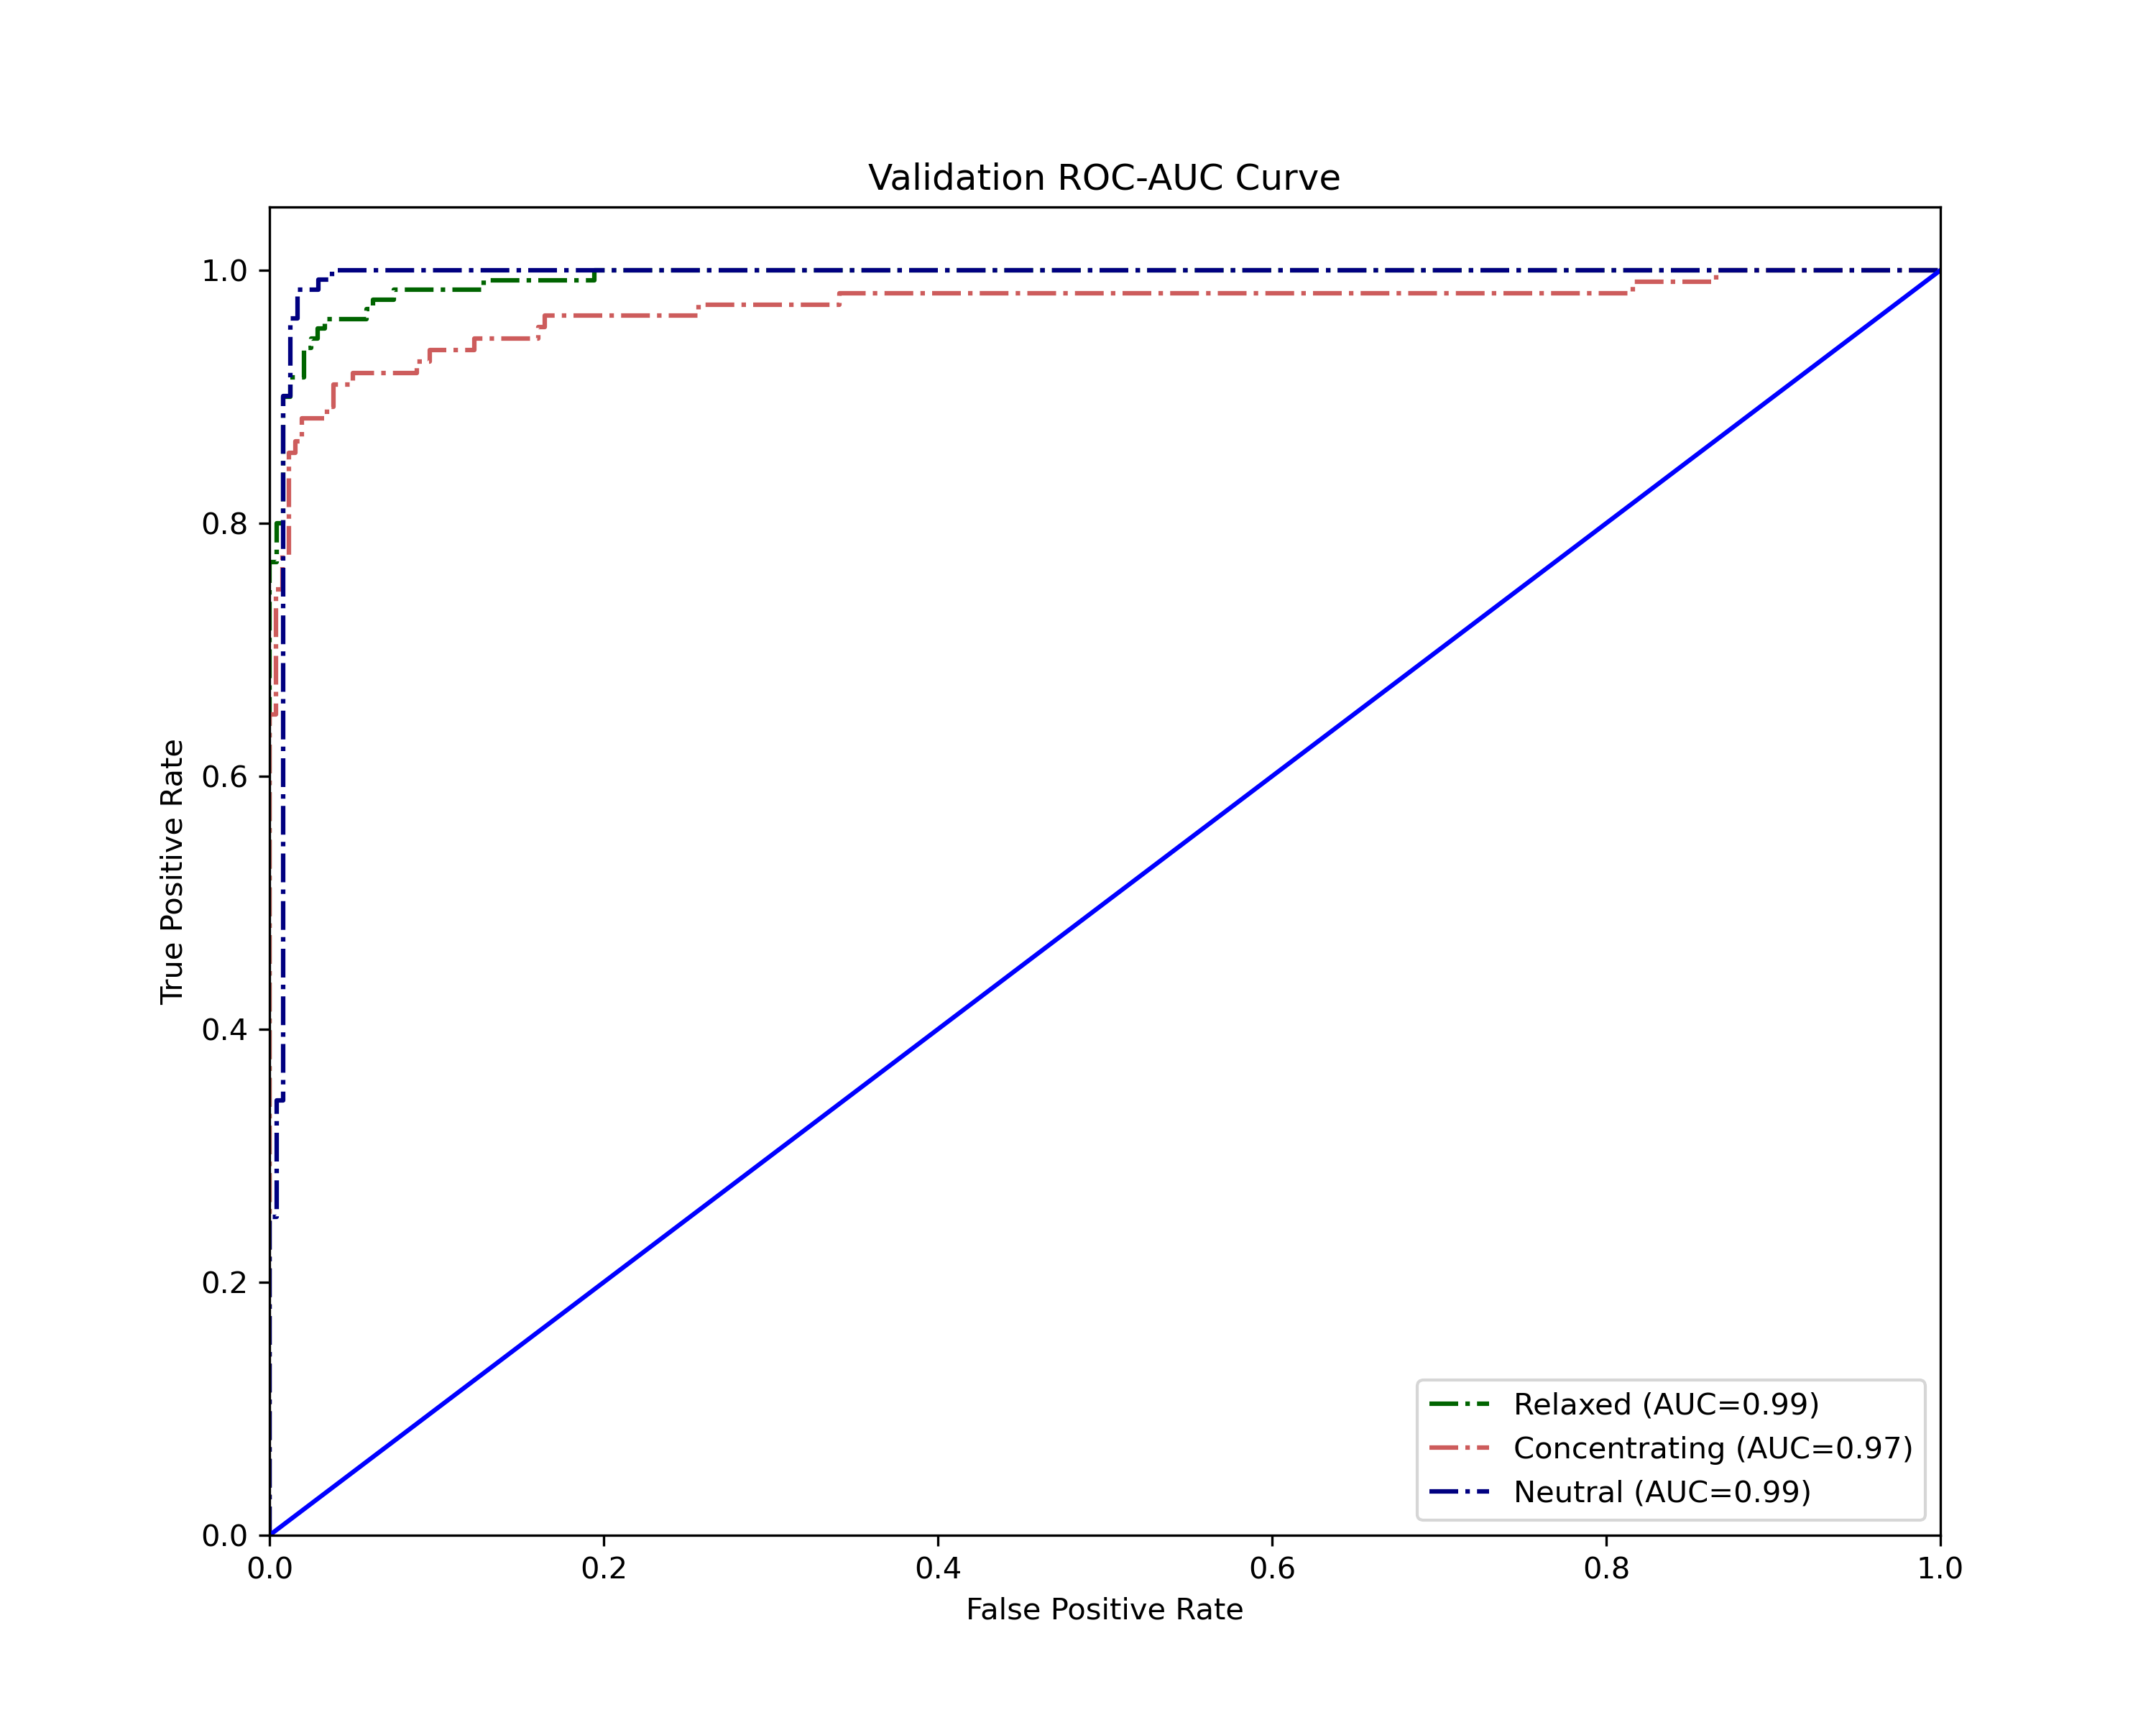 Validation ROC-AUC Curve
1.0
0.8
0.6
0.4
0.2
0.0
True Positive Rate
0.0 0.2 0.4 0.6 0.8 1.0
False Positive Rate
Relaxed (AUC=0.99)
Concentrating (AUC=0.97)
Neutral (AUC=0.99)